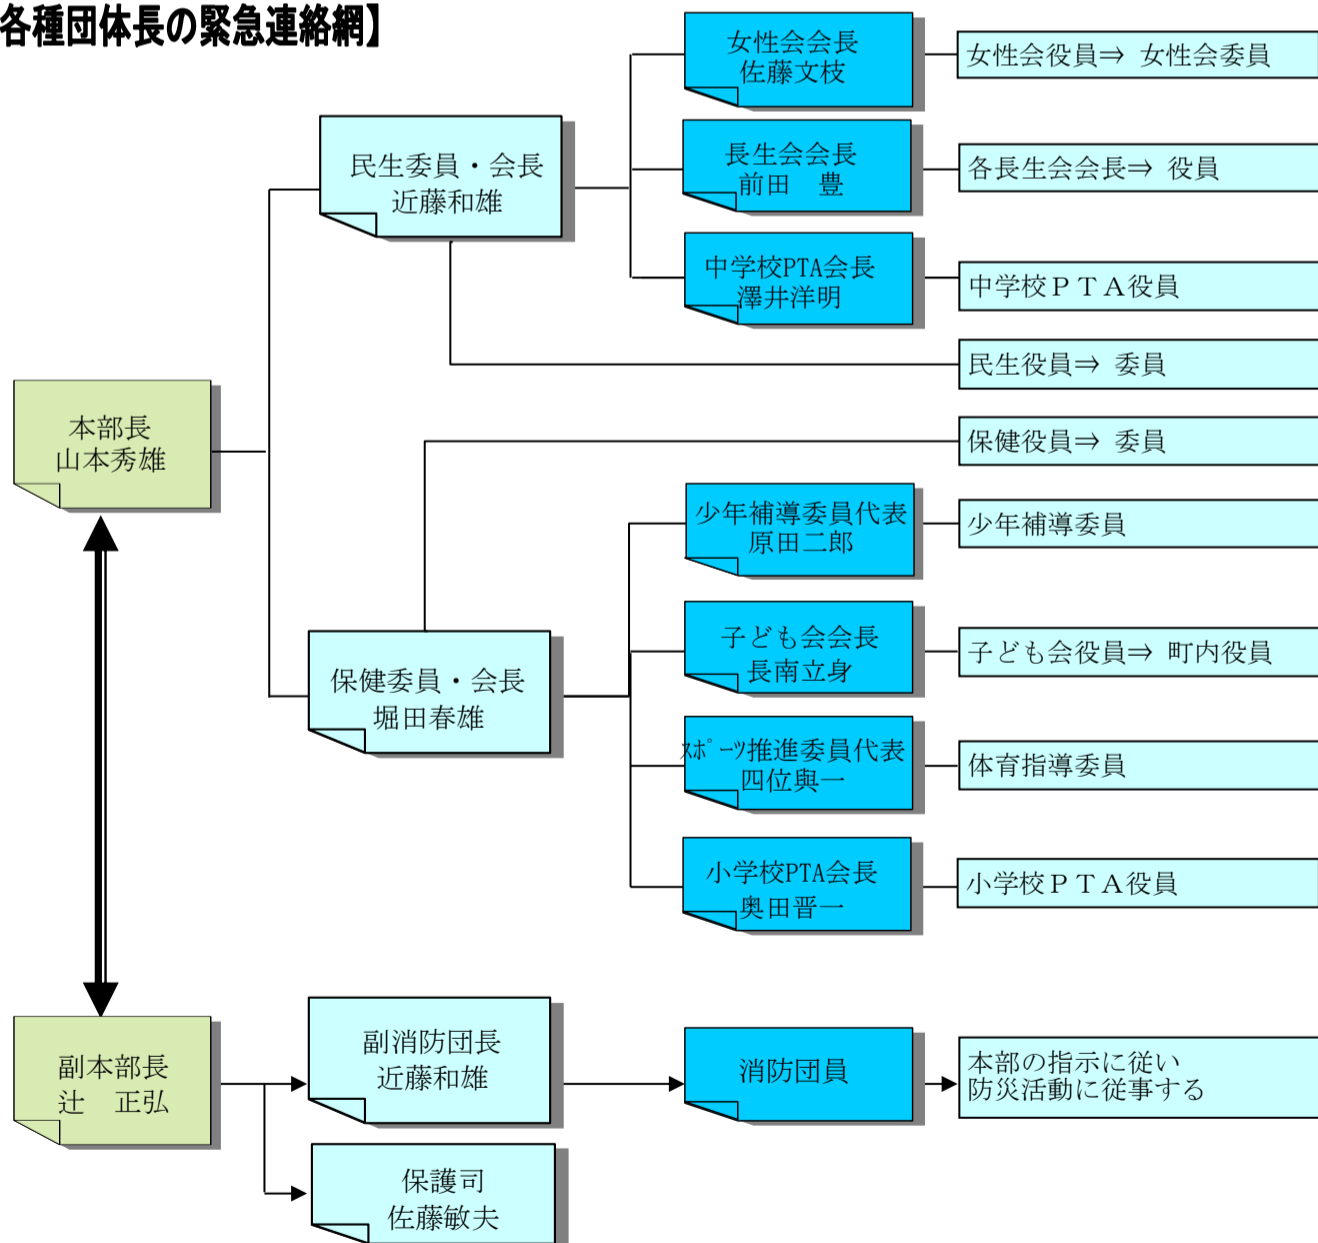 各種団体長の緊急連絡網】
女性会会長
佐藤文枝
女性会役員⇒ 女性会委員
民生委員・会長
近藤和雄
長生会会長
前田　豊
各長生会会長⇒ 役員
中学校PTA会長
澤井洋明
中学校ＰＴＡ役員
民生役員⇒ 委員
本部長
山本秀雄
保健役員⇒ 委員
少年補導委員代表
原田二郎
少年補導委員
保健委員・会長
堀田春雄
子ども会会長
長南立身
子ども会役員⇒ 町内役員
ｽﾎﾟｰﾂ推進委員代表
四位與一
体育指導委員
小学校PTA会長
奥田晋一
小学校ＰＴＡ役員
副本部長
辻　正弘
副消防団長
近藤和雄
消防団員
本部の指示に従い
防災活動に従事する
保護司
佐藤敏夫